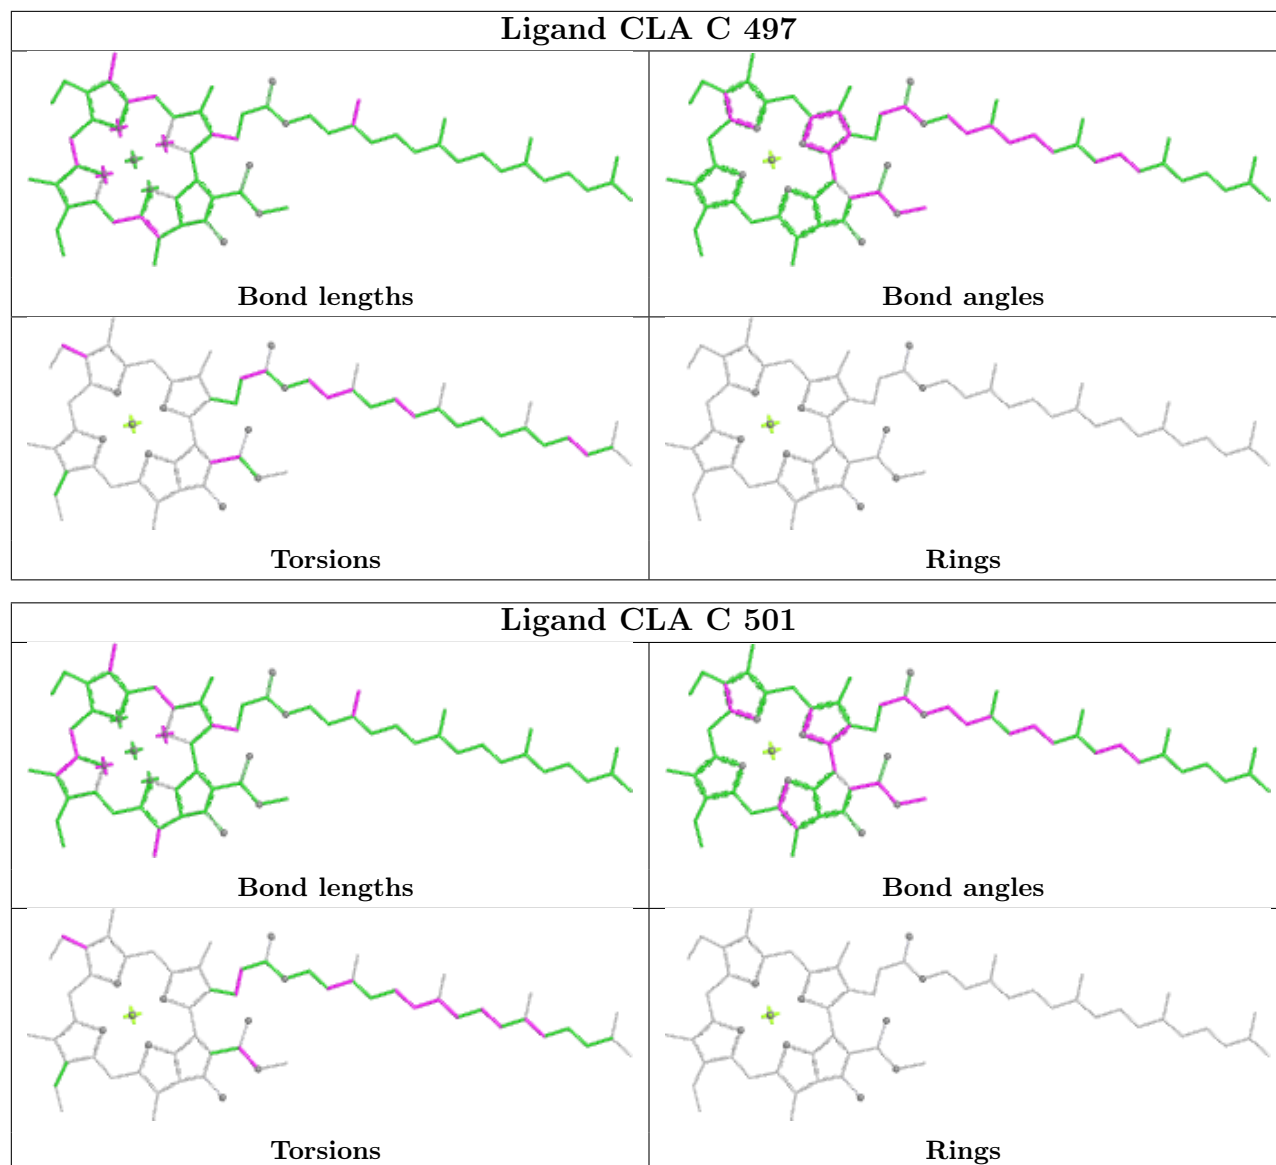 Ligand CLA C 497
Bond lengths
Bond angles
Torsions
Rings
Ligand CLA C 501
Bond lengths
Bond angles
Torsions
Rings